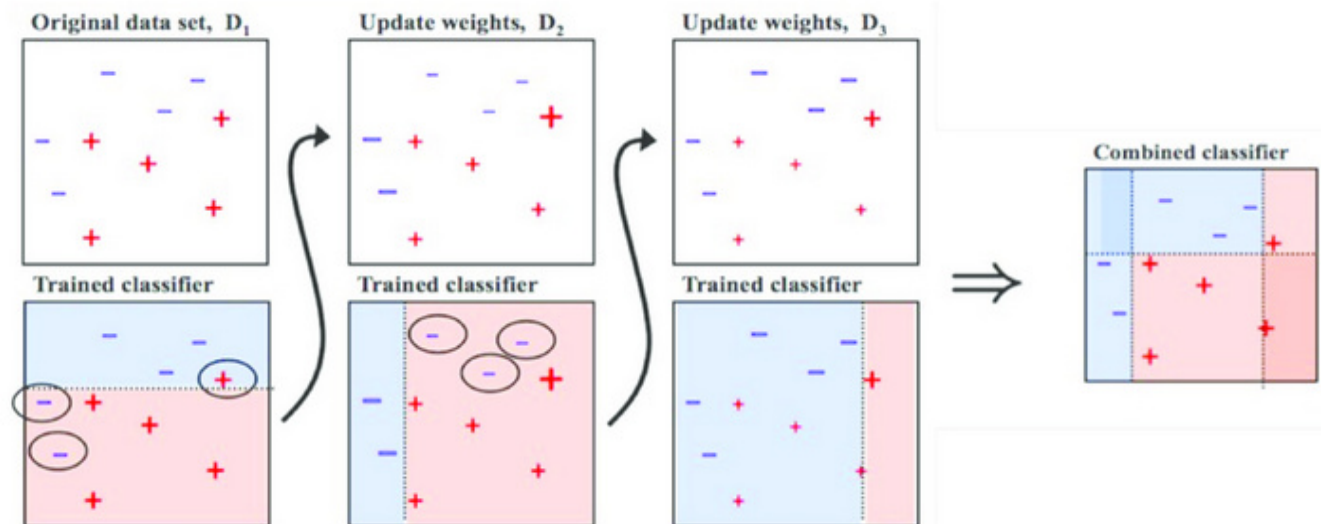 Original data set, D₁
Update weights, D₂
Update weights, D₃
Combined classifier
Trained classifier
Trained classifier
Trained classifier